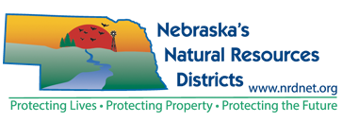 Nebraska's
Natural Resources
Districts
www.nrdnet.org
Protecting Lives • Protecting Property • Protecting the Future